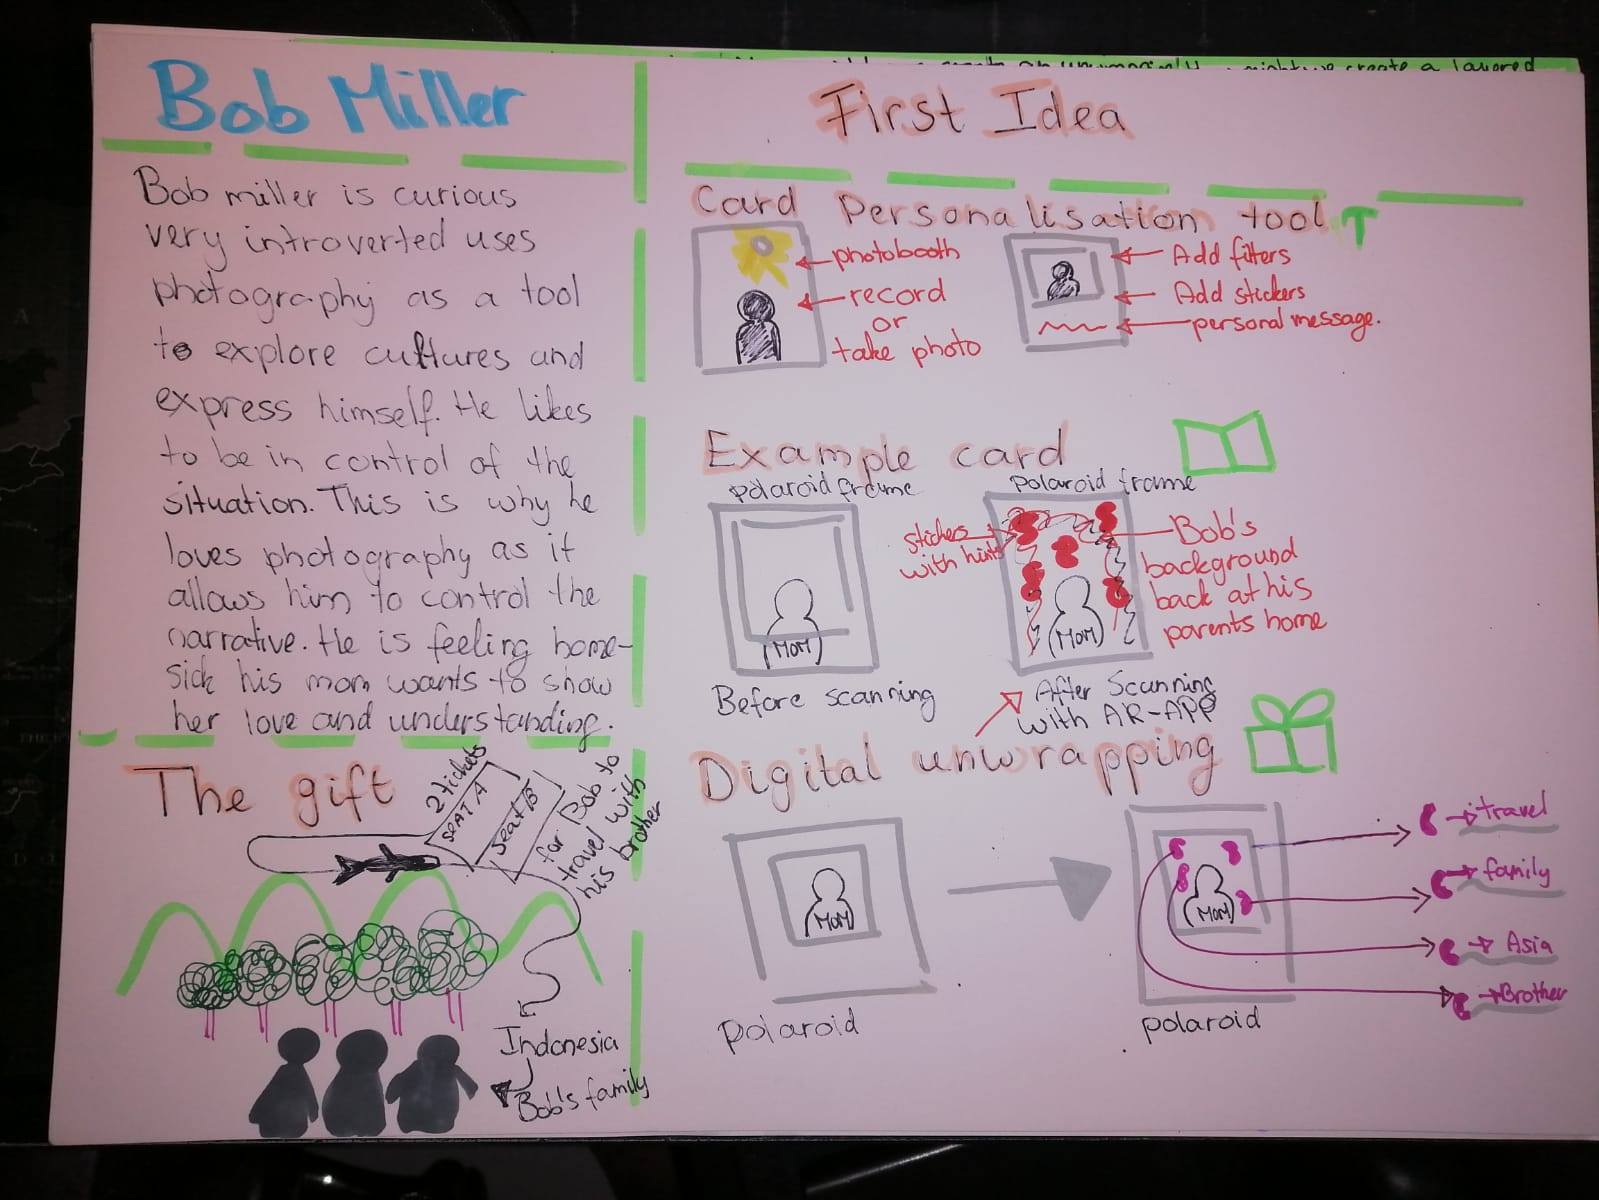 Bob Miller
Bob miller is curious
very introverted uses
photography as a tool
to explore cultures and
express himself. He likes
to be in control of the
situation. This is why he
loves photography as it
allows him to control the
narrative. He is feeling home-
sick his mom wants to show
her love and understanding.
The gift
2 tickets
SEAT A
Seat B
for Bob to
travel with
his brother
Indonesia
Bob's family
create a layered
First Idea
Card Personalisation tool
photobooth
record
or
take photo
Add filters
Add stickers
personal message.
Example card
polaroid frame
MOM
Before scanning
polaroid frame
stickers
with hints
MOM
Bob's
background
back at his
parents home
After Scanning
with AR-APP
Digital unwrapping
MOM
polaroid
MOM
polaroid
travel
family
Asia
Brother